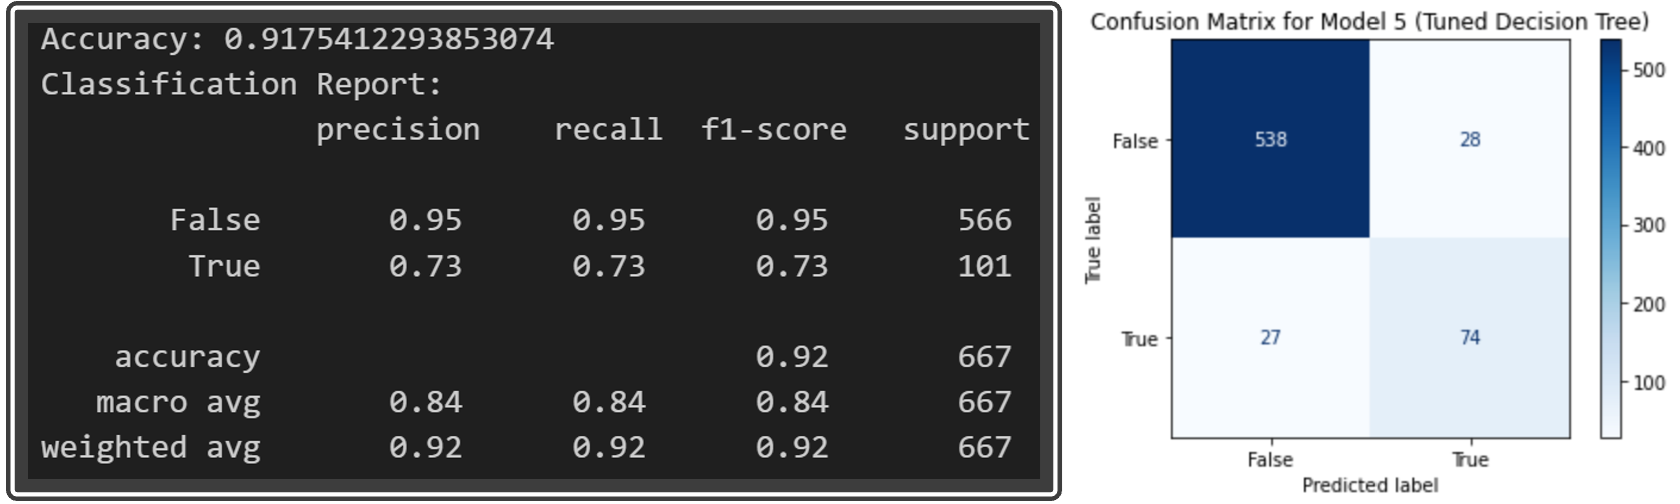 Accuracy: 0.9175412293853074
Classification Report:
precision recall f1-score support
False 0.95 0.95 0.95 566
True 0.73 0.73 0.73 101
accuracy 0.92 667
macro avg 0.84 0.84 0.84 667
weighted avg 0.92 0.92 0.92 667
Confusion Matrix for Model 5 (Tuned Decision Tree)
True label
False
538 28
True
27 74
False True
Predicted label
500
400
300
200
100